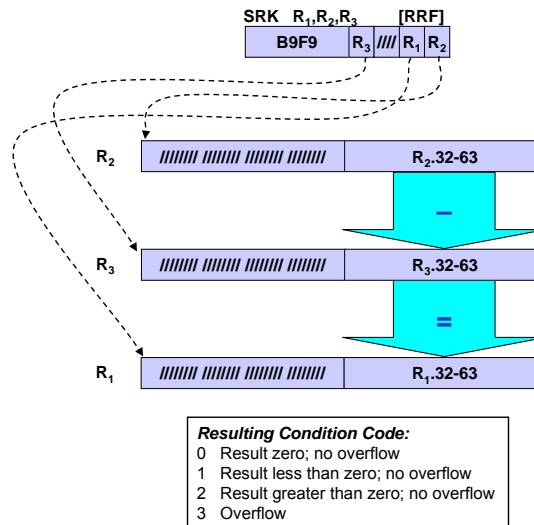 SRK R₁,R₂,R₃ [RRF]
B9F9 R₃ //// R₁ R₂
R₂ //////// //////// //////// //////// R₂.32-63
–
R₃ //////// //////// //////// //////// R₃.32-63
=
R₁ //////// //////// //////// //////// R₁.32-63
Resulting Condition Code:
0 Result zero; no overflow
1 Result less than zero; no overflow
2 Result greater than zero; no overflow
3 Overflow